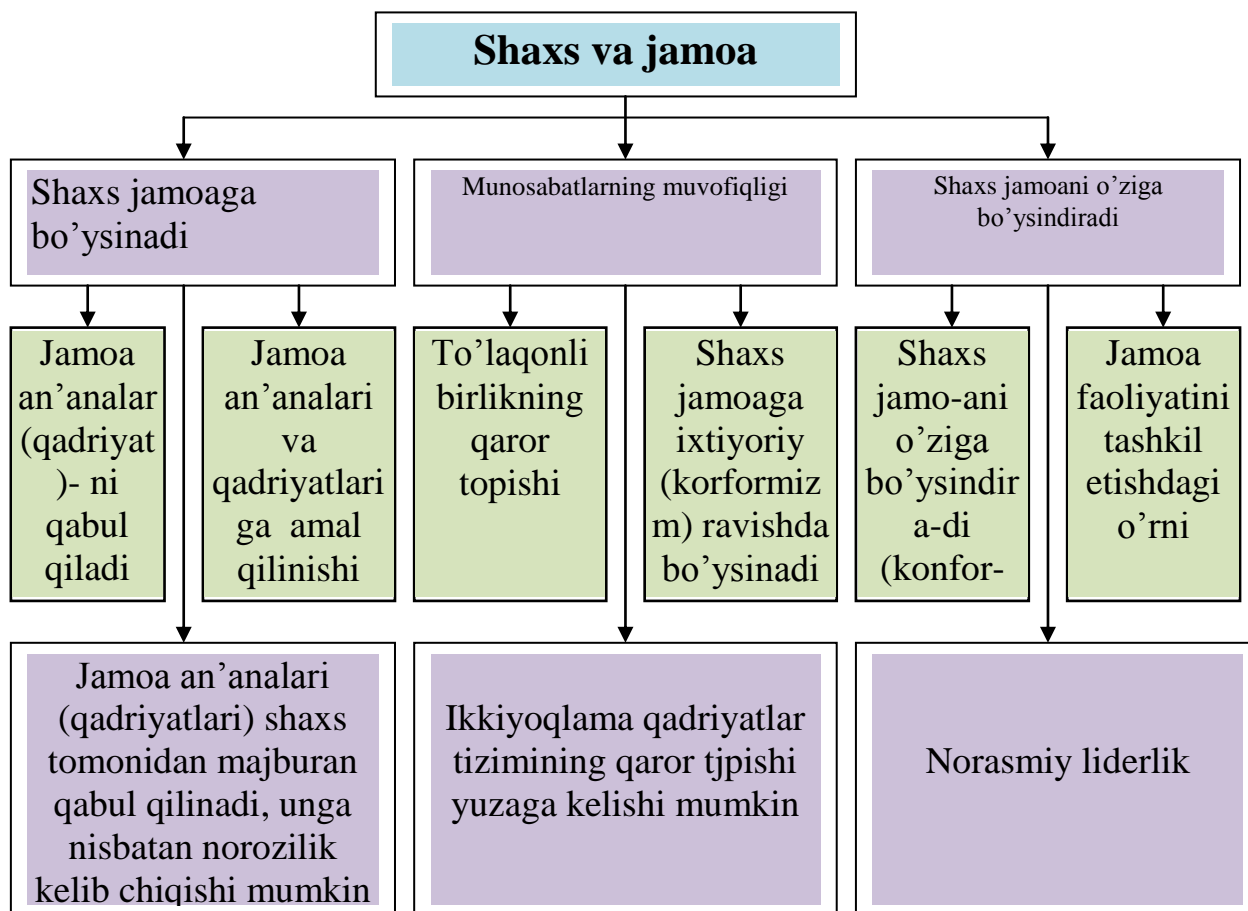 Shaxs va jamoa
Shaxs jamoaga
bo’ysinadi
Munosabatlarning muvofiqligi
Shaxs jamoani o’ziga
bo’ysindiradi
Jamoa
an’analar
(qadriyat
)- ni
qabul
qiladi
Jamoa
an’analari
va
qadriyatlari
ga amal
qilinishi
To’laqonli
birlikning
qaror
topishi
Shaxs
jamoaga
ixtiyoriy
(korformiz
m) ravishda
bo’ysinadi
Shaxs
jamo-ani
o’ziga
bo’ysindir
a-di
(konfor-
Jamoa
faoliyatini
tashkil
etishdagi
o’rni
Jamoa an’analari
(qadriyatlari) shaxs
tomonidan majburan
qabul qilinadi, unga
nisbatan norozilik
kelib chiqishi mumkin
Ikkiyoqlama qadriyatlar
tizimining qaror tjpishi
yuzaga kelishi mumkin
Norasmiy liderlik